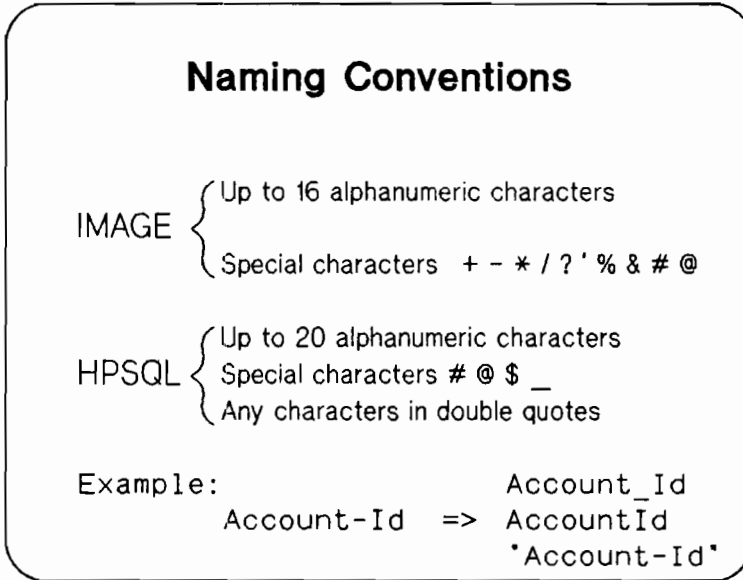 Naming Conventions
IMAGE
Up to 16 alphanumeric characters
Special characters + - * / ? ' % & # @
HPSQL
Up to 20 alphanumeric characters
Special characters # @ $ _
Any characters in double quotes
Example: Account_Id
Account-Id => AccountId
"Account-Id"